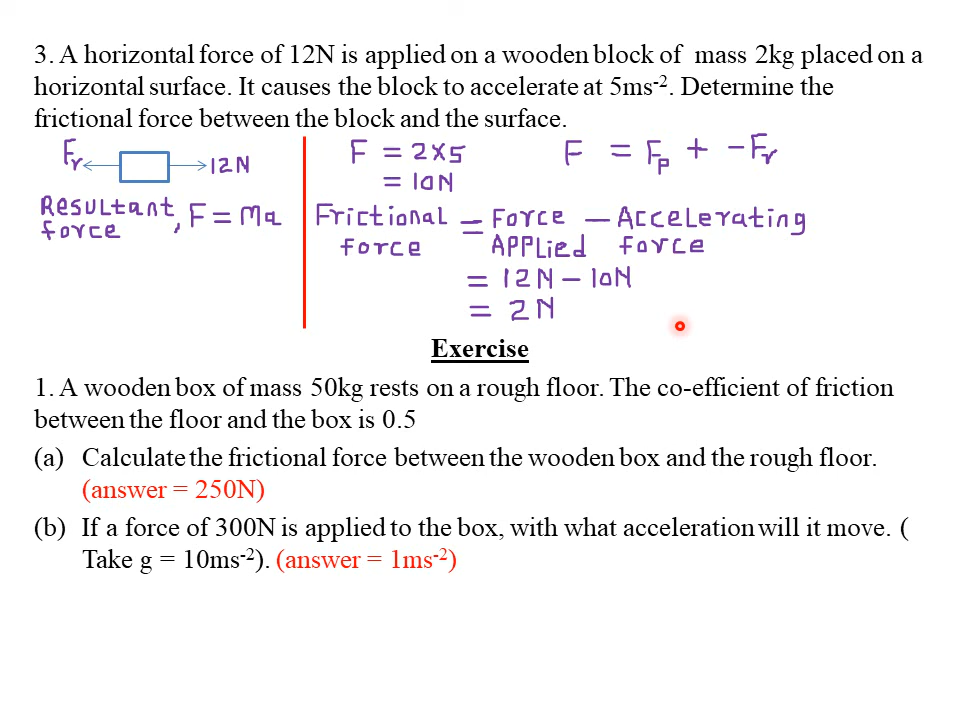 3. A horizontal force of 12N is applied on a wooden block of mass 2kg placed on a
horizontal surface. It causes the block to accelerate at 5ms⁻². Determine the
frictional force between the block and the surface.
Fr
12N
Resultant force, F = Ma
F = 2×5
= 10N
F = Fp + -Fr
Frictional force = Force Applied - Accelerating force
= 12N - 10N
= 2N
Exercise
1. A wooden box of mass 50kg rests on a rough floor. The co-efficient of friction
between the floor and the box is 0.5
(a) Calculate the frictional force between the wooden box and the rough floor.
(answer = 250N)
(b) If a force of 300N is applied to the box, with what acceleration will it move. (
Take g = 10ms⁻²). (answer = 1ms⁻²)